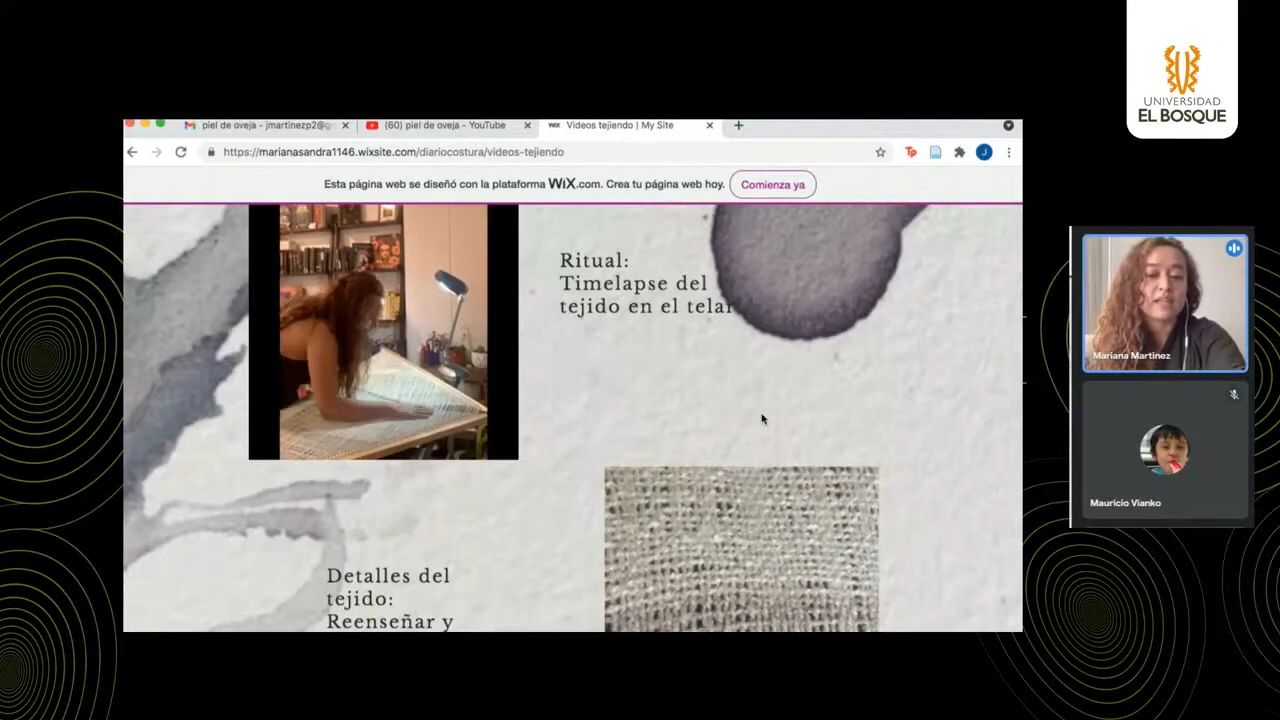 UNIVERSIDAD
EL BOSQUE
piel de oveja - jmartinezp2@g
(60) piel de oveja - YouTube
WiX Videos tejiendo | My Site
https://marianasandra1146.wixsite.com/diariocostura/videos-tejiendo
Esta página web se diseñó con la plataforma WiX.com. Crea tu página web hoy.
Comienza ya
Ritual:
Timelapse del
tejido en el telar
Detalles del
tejido:
Reenseñar y
Mariana Martinez
Mauricio Vianko